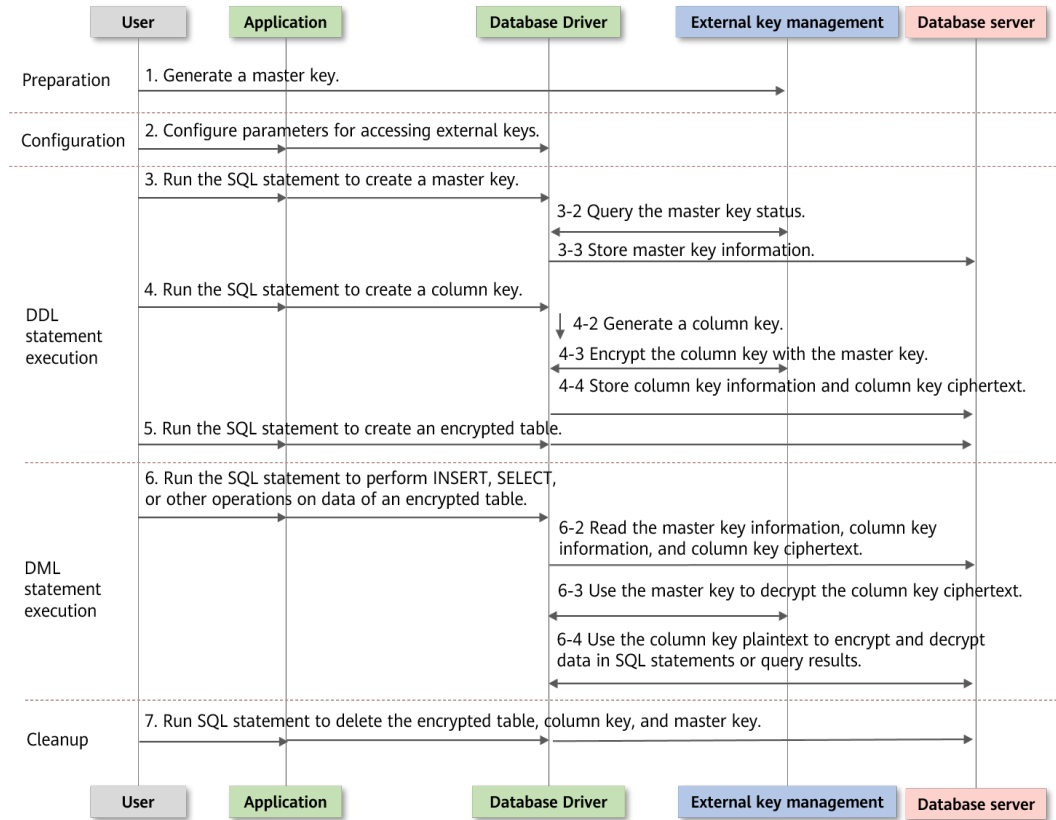 User
Application
Database Driver
External key management
Database server
Preparation
1. Generate a master key.
Configuration
2. Configure parameters for accessing external keys.
3. Run the SQL statement to create a master key.
3-2 Query the master key status.
3-3 Store master key information.
4. Run the SQL statement to create a column key.
DDL
statement
execution
4-2 Generate a column key.
4-3 Encrypt the column key with the master key.
4-4 Store column key information and column key ciphertext.
5. Run the SQL statement to create an encrypted table.
6. Run the SQL statement to perform INSERT, SELECT,
or other operations on data of an encrypted table.
6-2 Read the master key information, column key
information, and column key ciphertext.
DML
statement
execution
6-3 Use the master key to decrypt the column key ciphertext.
6-4 Use the column key plaintext to encrypt and decrypt
data in SQL statements or query results.
7. Run SQL statement to delete the encrypted table, column key, and master key.
Cleanup
User
Application
Database Driver
External key management
Database server